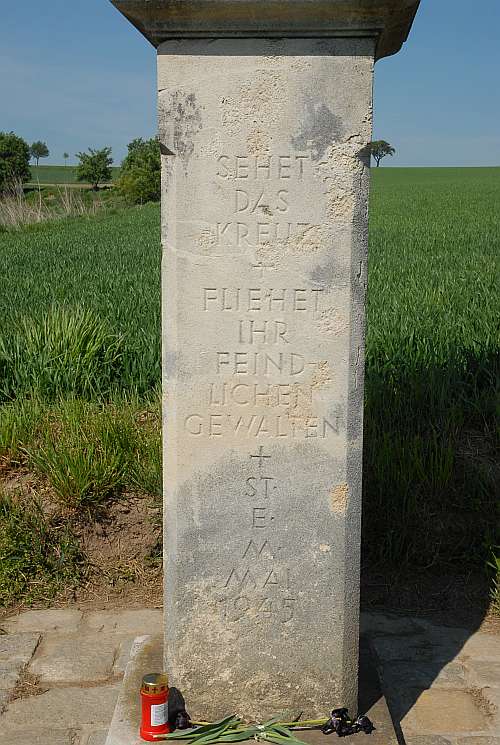 SEHET
DAS
KREUZ
+
FLIEHET
IHR
FEIND-
LICHEN
GEWALTEN
+
ST.
E.
M.
MAI
1945